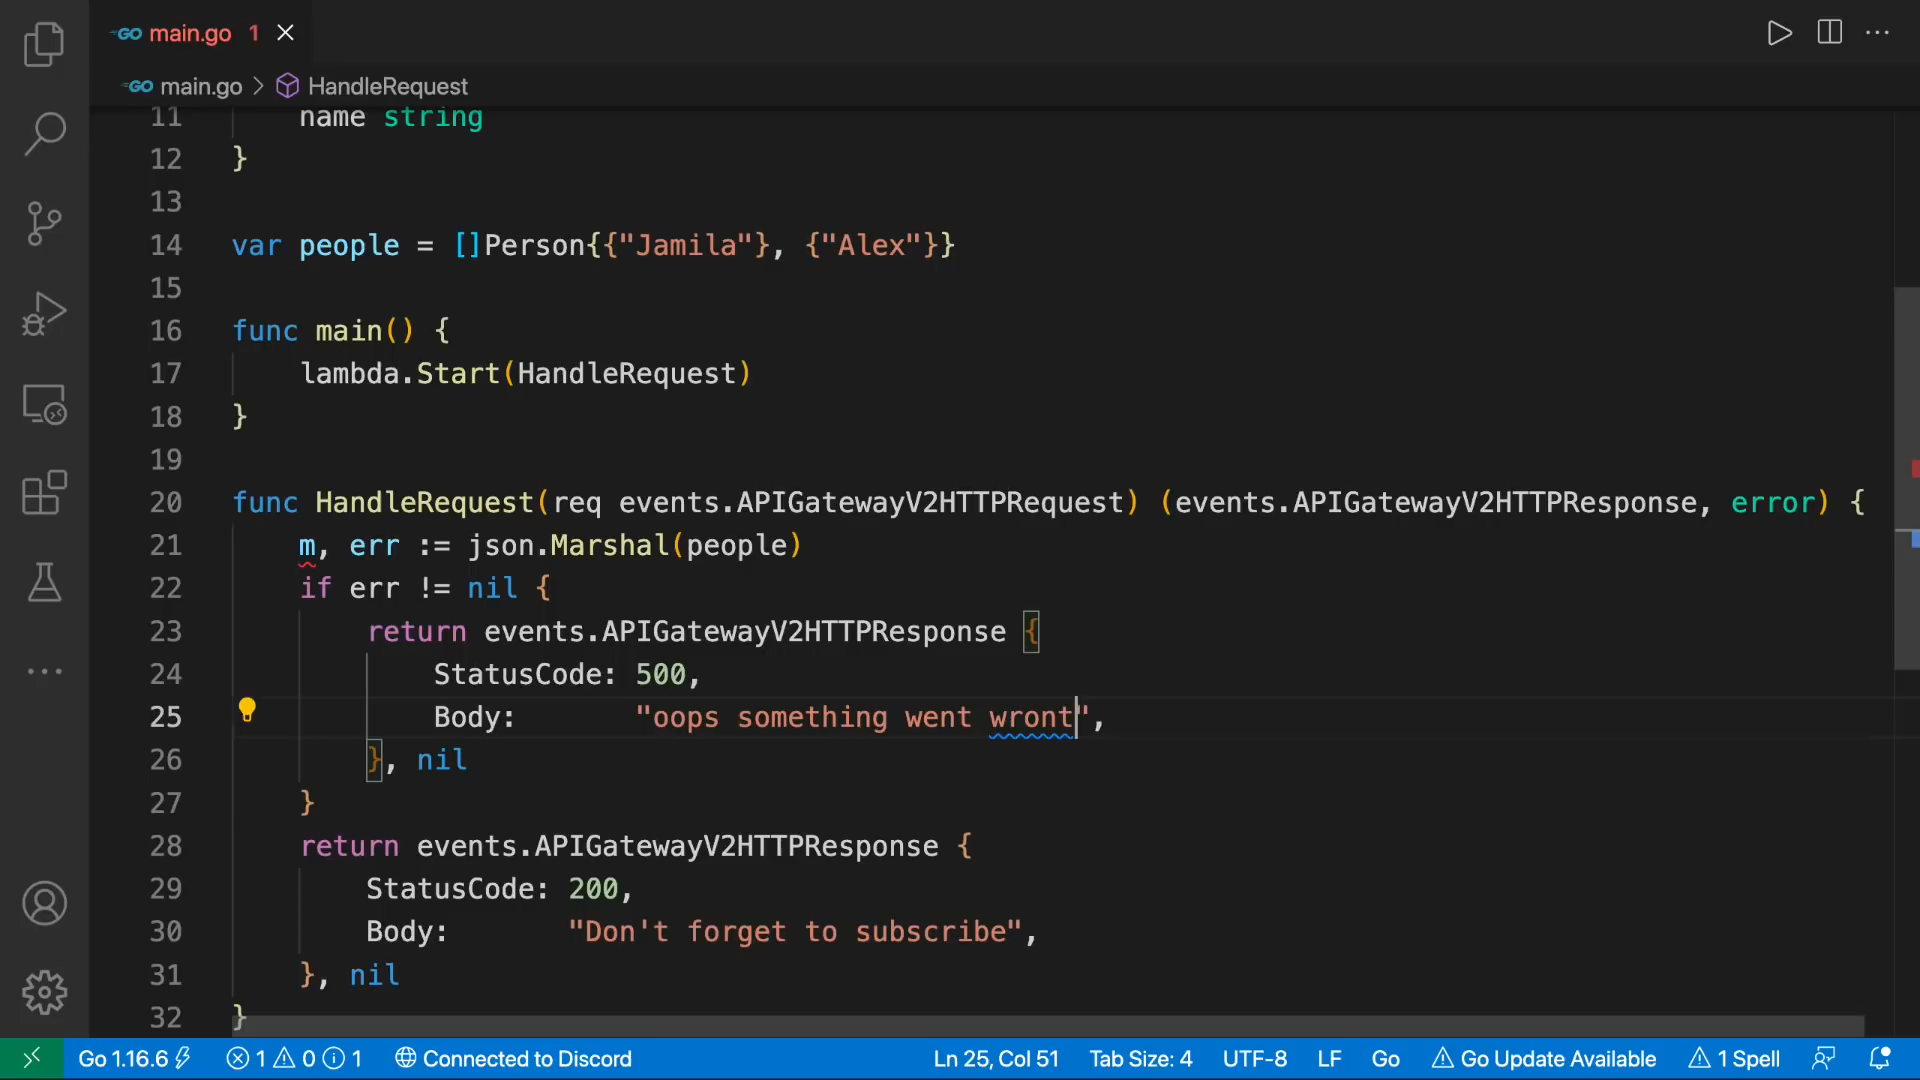 GO main.go 1
GO main.go > HandleRequest
11 name string
12 }
13
14 var people = []Person{{"Jamila"}, {"Alex"}}
15
16 func main() {
17 lambda.Start(HandleRequest)
18 }
19
20 func HandleRequest(req events.APIGatewayV2HTTPRequest) (events.APIGatewayV2HTTPResponse, error) {
21 m, err := json.Marshal(people)
22 if err != nil {
23 return events.APIGatewayV2HTTPResponse {
24 StatusCode: 500,
25 Body: "oops something went wront",
26 }, nil
27 }
28 return events.APIGatewayV2HTTPResponse {
29 StatusCode: 200,
30 Body: "Don't forget to subscribe",
31 }, nil
32 }
Go 1.16.6 1 0 1 Connected to Discord Ln 25, Col 51 Tab Size: 4 UTF-8 LF Go Go Update Available 1 Spell